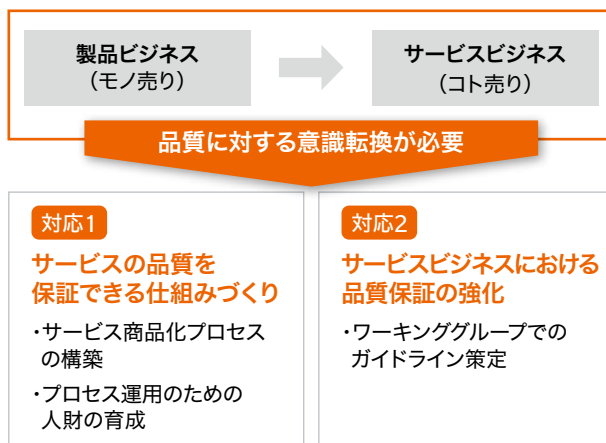 製品ビジネス
（モノ売り）
サービスビジネス
（コト売り）
品質に対する意識転換が必要
対応1
サービスの品質を
保証できる仕組みづくり
・サービス商品化プロセス
の構築
・プロセス運用のための
人財の育成
対応2
サービスビジネスにおける
品質保証の強化
・ワーキンググループでの
ガイドライン策定